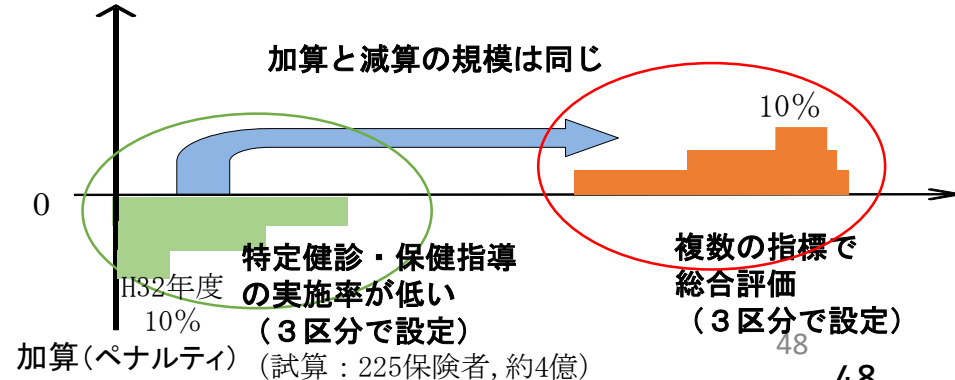 加算と減算の規模は同じ
10%
0
H32年度
10%
特定健診・保健指導
の実施率が低い
（３区分で設定）
(試算：225保険者,約4億)
加算(ペナルティ)
複数の指標で
総合評価
（３区分で設定）
48
48